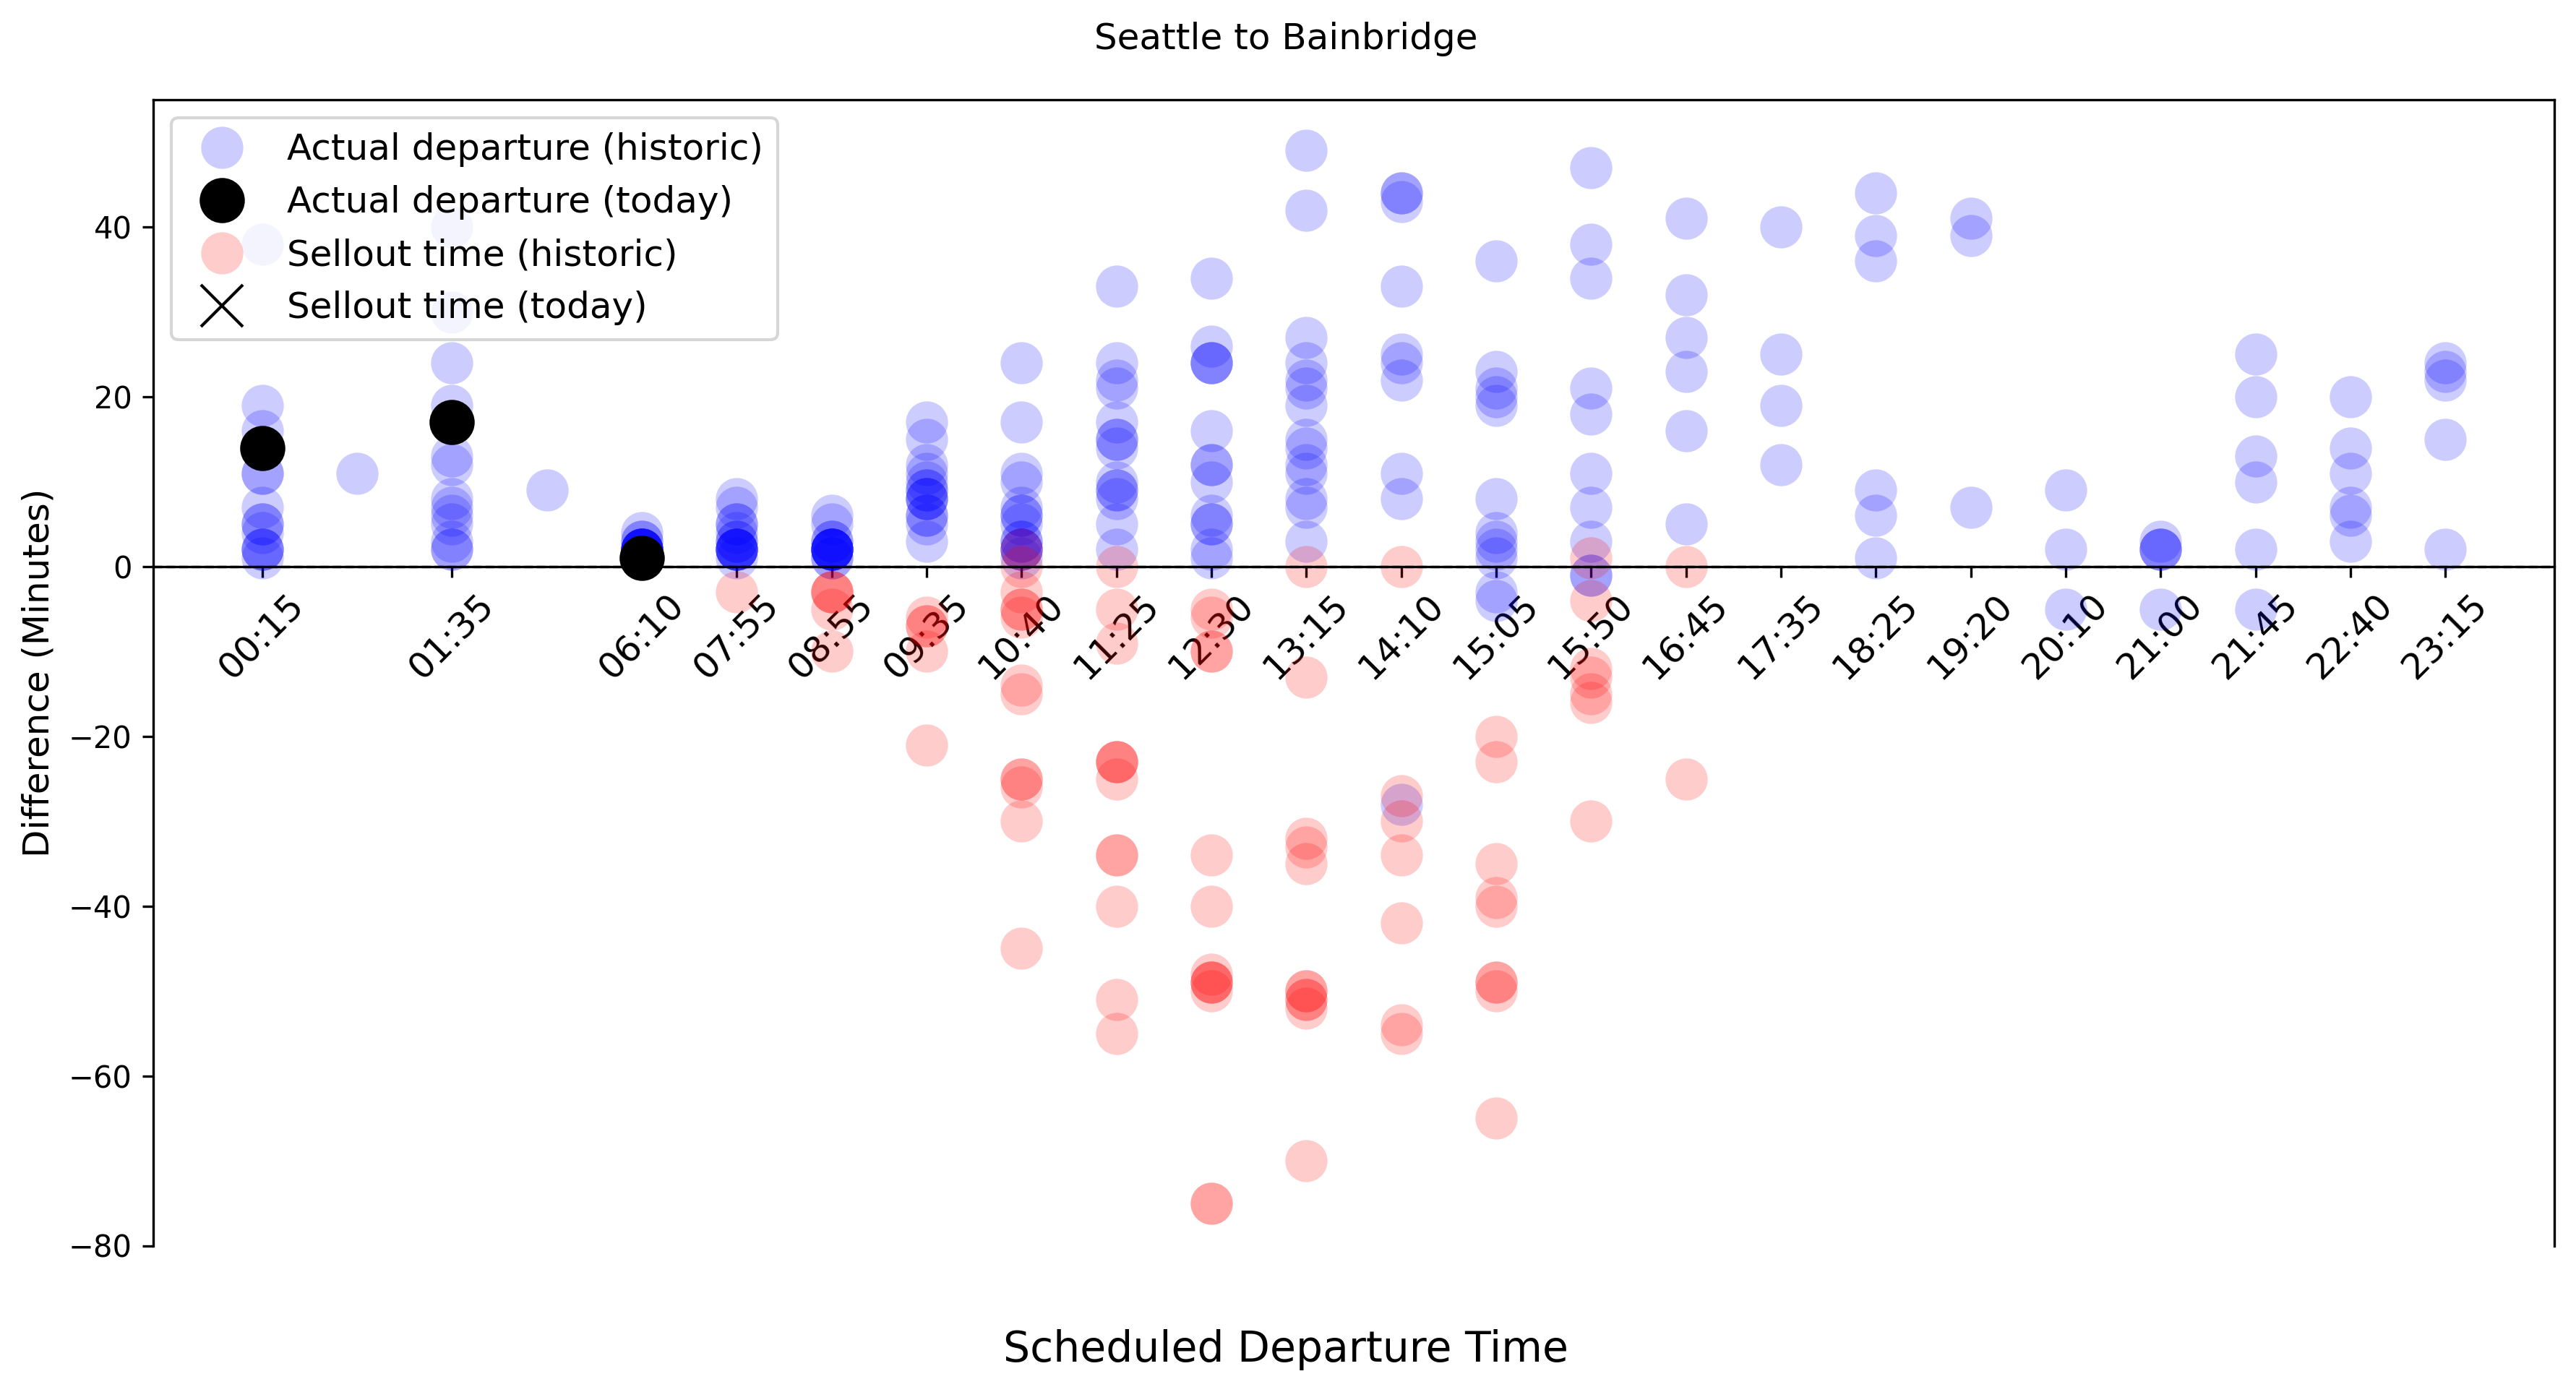 Seattle to Bainbridge
Actual departure (historic)
Actual departure (today)
Sellout time (historic)
Sellout time (today)
Difference (Minutes)
40
20
0
−20
−40
−60
−80
00:15 01:35 06:10 07:55 08:55 09:35 10:40 11:25 12:30 13:15 14:10 15:05 15:50 16:45 17:35 18:25 19:20 20:10 21:00 21:45 22:40 23:15
Scheduled Departure Time